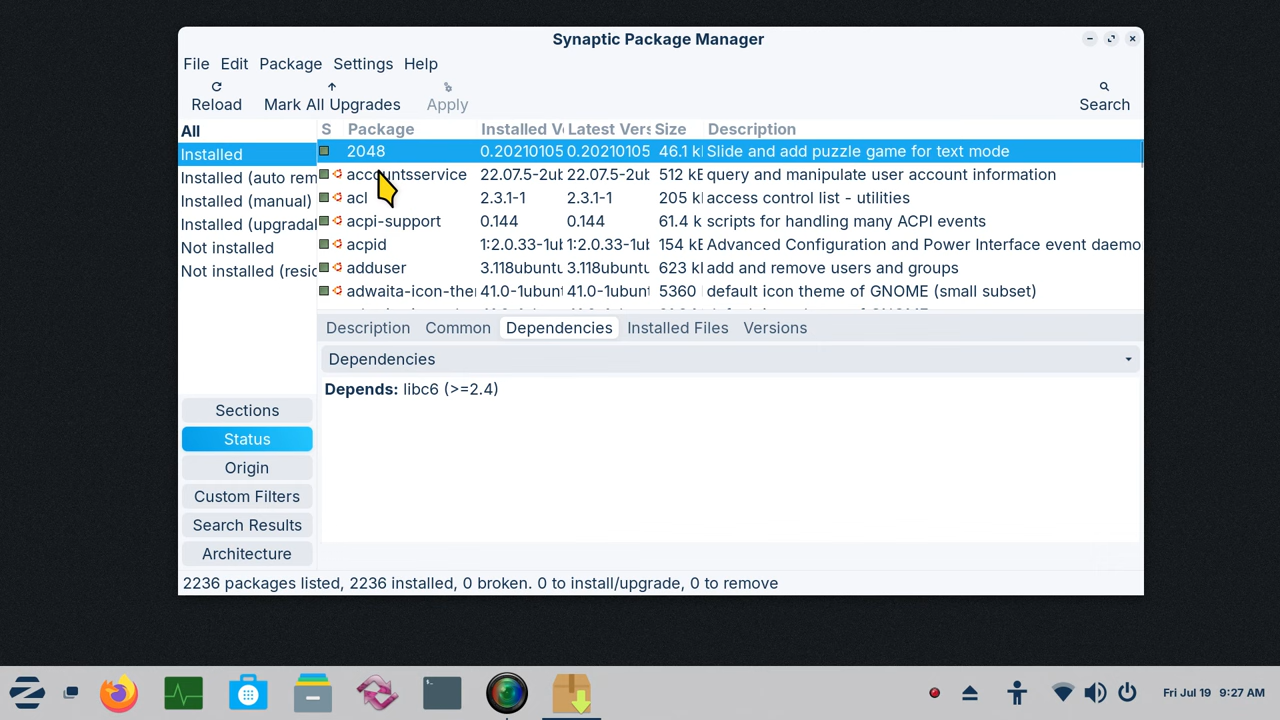 Synaptic Package Manager
File Edit Package Settings Help
Reload Mark All Upgrades Apply Search
All
Installed
Installed (auto rem
Installed (manual)
Installed (upgradal
Not installed
Not installed (resic
S Package Installed V Latest Vers Size Description
2048 0.20210105 0.20210105 46.1 k Slide and add puzzle game for text mode
accountsservice 22.07.5-2ub 22.07.5-2ub 512 kB query and manipulate user account information
acl 2.3.1-1 2.3.1-1 205 k access control list - utilities
acpi-support 0.144 0.144 61.4 k scripts for handling many ACPI events
acpid 1:2.0.33-1ub 1:2.0.33-1ub 154 kB Advanced Configuration and Power Interface event daemo
adduser 3.118ubuntu 3.118ubuntu 623 k add and remove users and groups
adwaita-icon-the 41.0-1ubunt 41.0-1ubunt 5360 default icon theme of GNOME (small subset)
Description Common Dependencies Installed Files Versions
Dependencies
Depends: libc6 (>=2.4)
Sections
Status
Origin
Custom Filters
Search Results
Architecture
2236 packages listed, 2236 installed, 0 broken. 0 to install/upgrade, 0 to remove
Fri Jul 19 9:27 AM